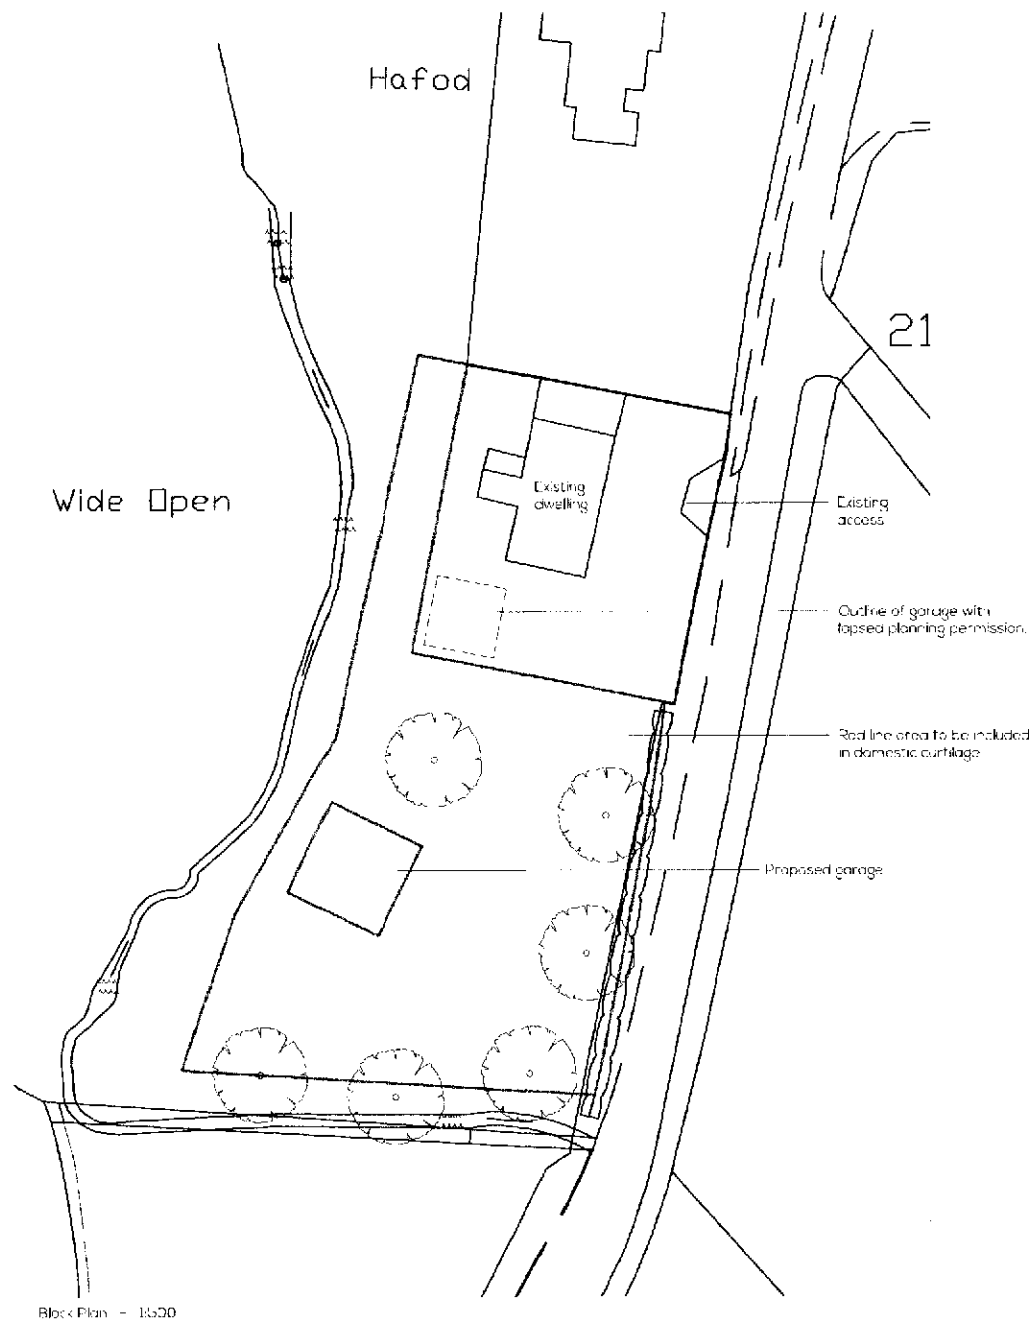 Hafod
21
Wide Open
Existing
dwelling
Existing
access
Outline of garage with
lapsed planning permission.
Red line area to be included
in domestic curtilage
Proposed garage
Block Plan - 1:500